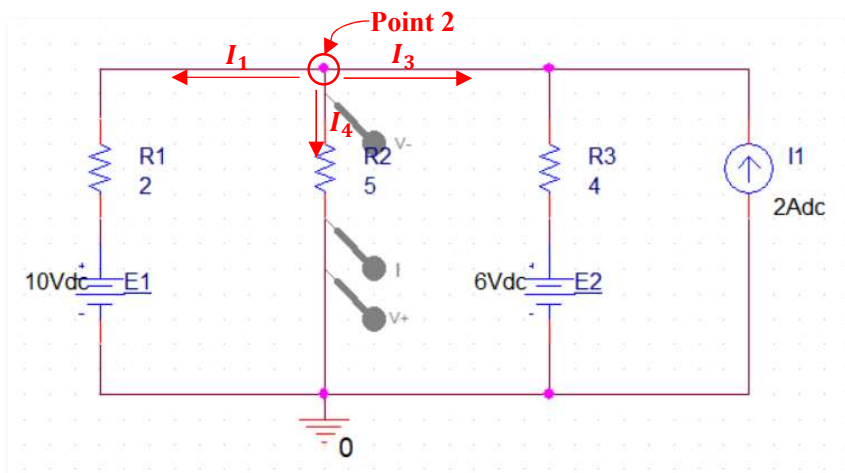 Point 2
I₁
I₃
I₄
V-
R1
2
R2
5
R3
4
I1
2Adc
I
10Vdc
E1
6Vdc
E2
V+
+
-
+
-
0